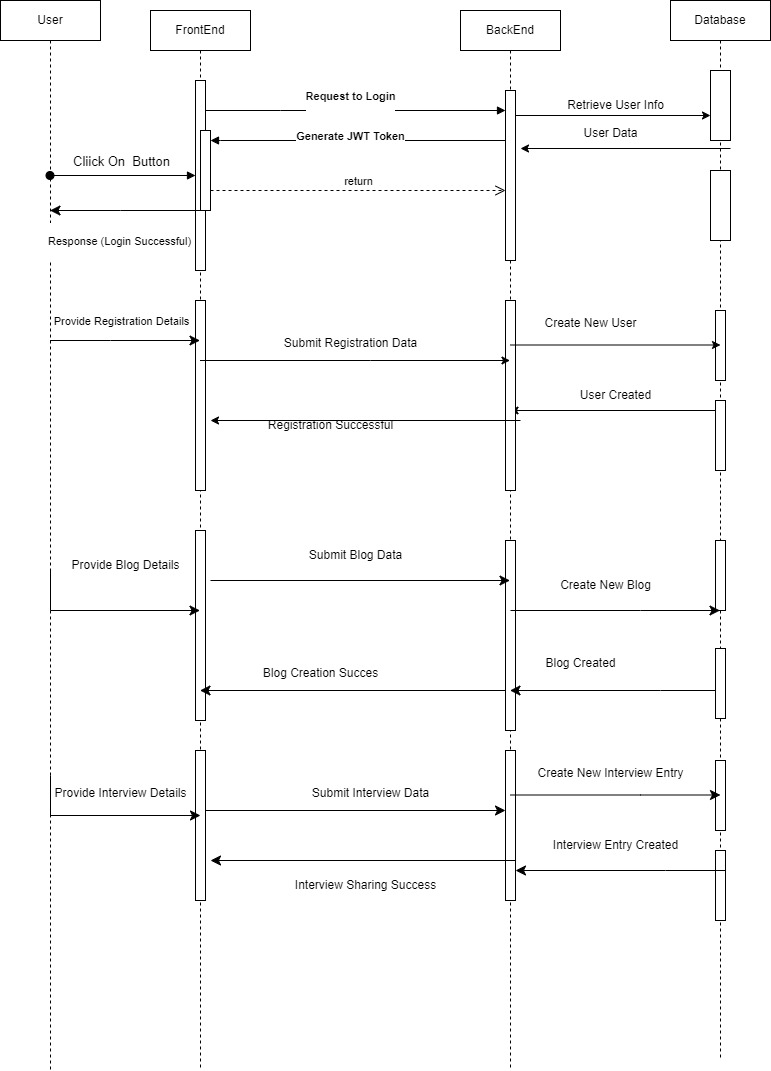 User
FrontEnd
BackEnd
Database
Request to Login
Retrieve User Info
Generate JWT Token
User Data
Cliick On  Button
return
Response (Login Successful)
Provide Registration Details
Submit Registration Data
Create New User
User Created
Registration Successful
Provide Blog Details
Submit Blog Data
Create New Blog
Blog Creation Succes
Blog Created
Provide Interview Details
Submit Interview Data
Create New Interview Entry
Interview Entry Created
Interview Sharing Success